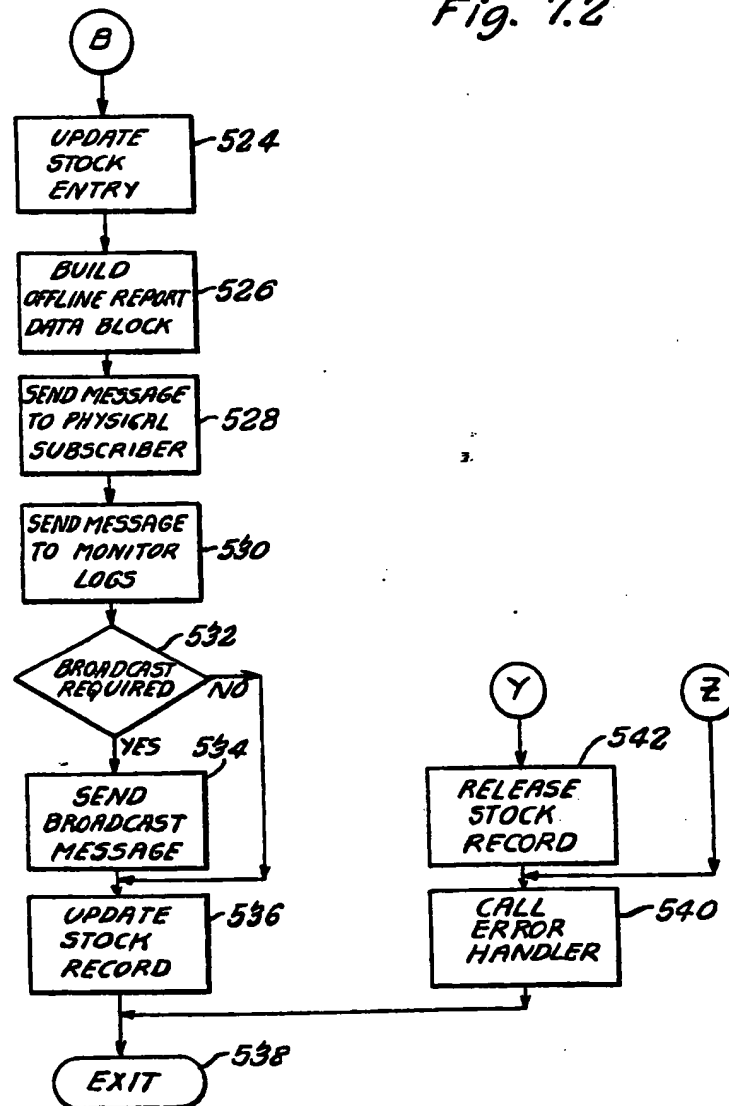 Fig. 7.2
B
UPDATE
STOCK
ENTRY
524
BUILD
OFFLINE REPORT
DATA BLOCK
526
SEND MESSAGE
TO PHYSICAL
SUBSCRIBER
528
SEND MESSAGE
TO MONITOR
LOGS
530
532
BROADCAST
REQUIRED
NO
YES
534
SEND
BROADCAST
MESSAGE
UPDATE
STOCK
RECORD
536
EXIT
538
Y
Z
542
RELEASE
STOCK
RECORD
CALL
ERROR
HANDLER
540